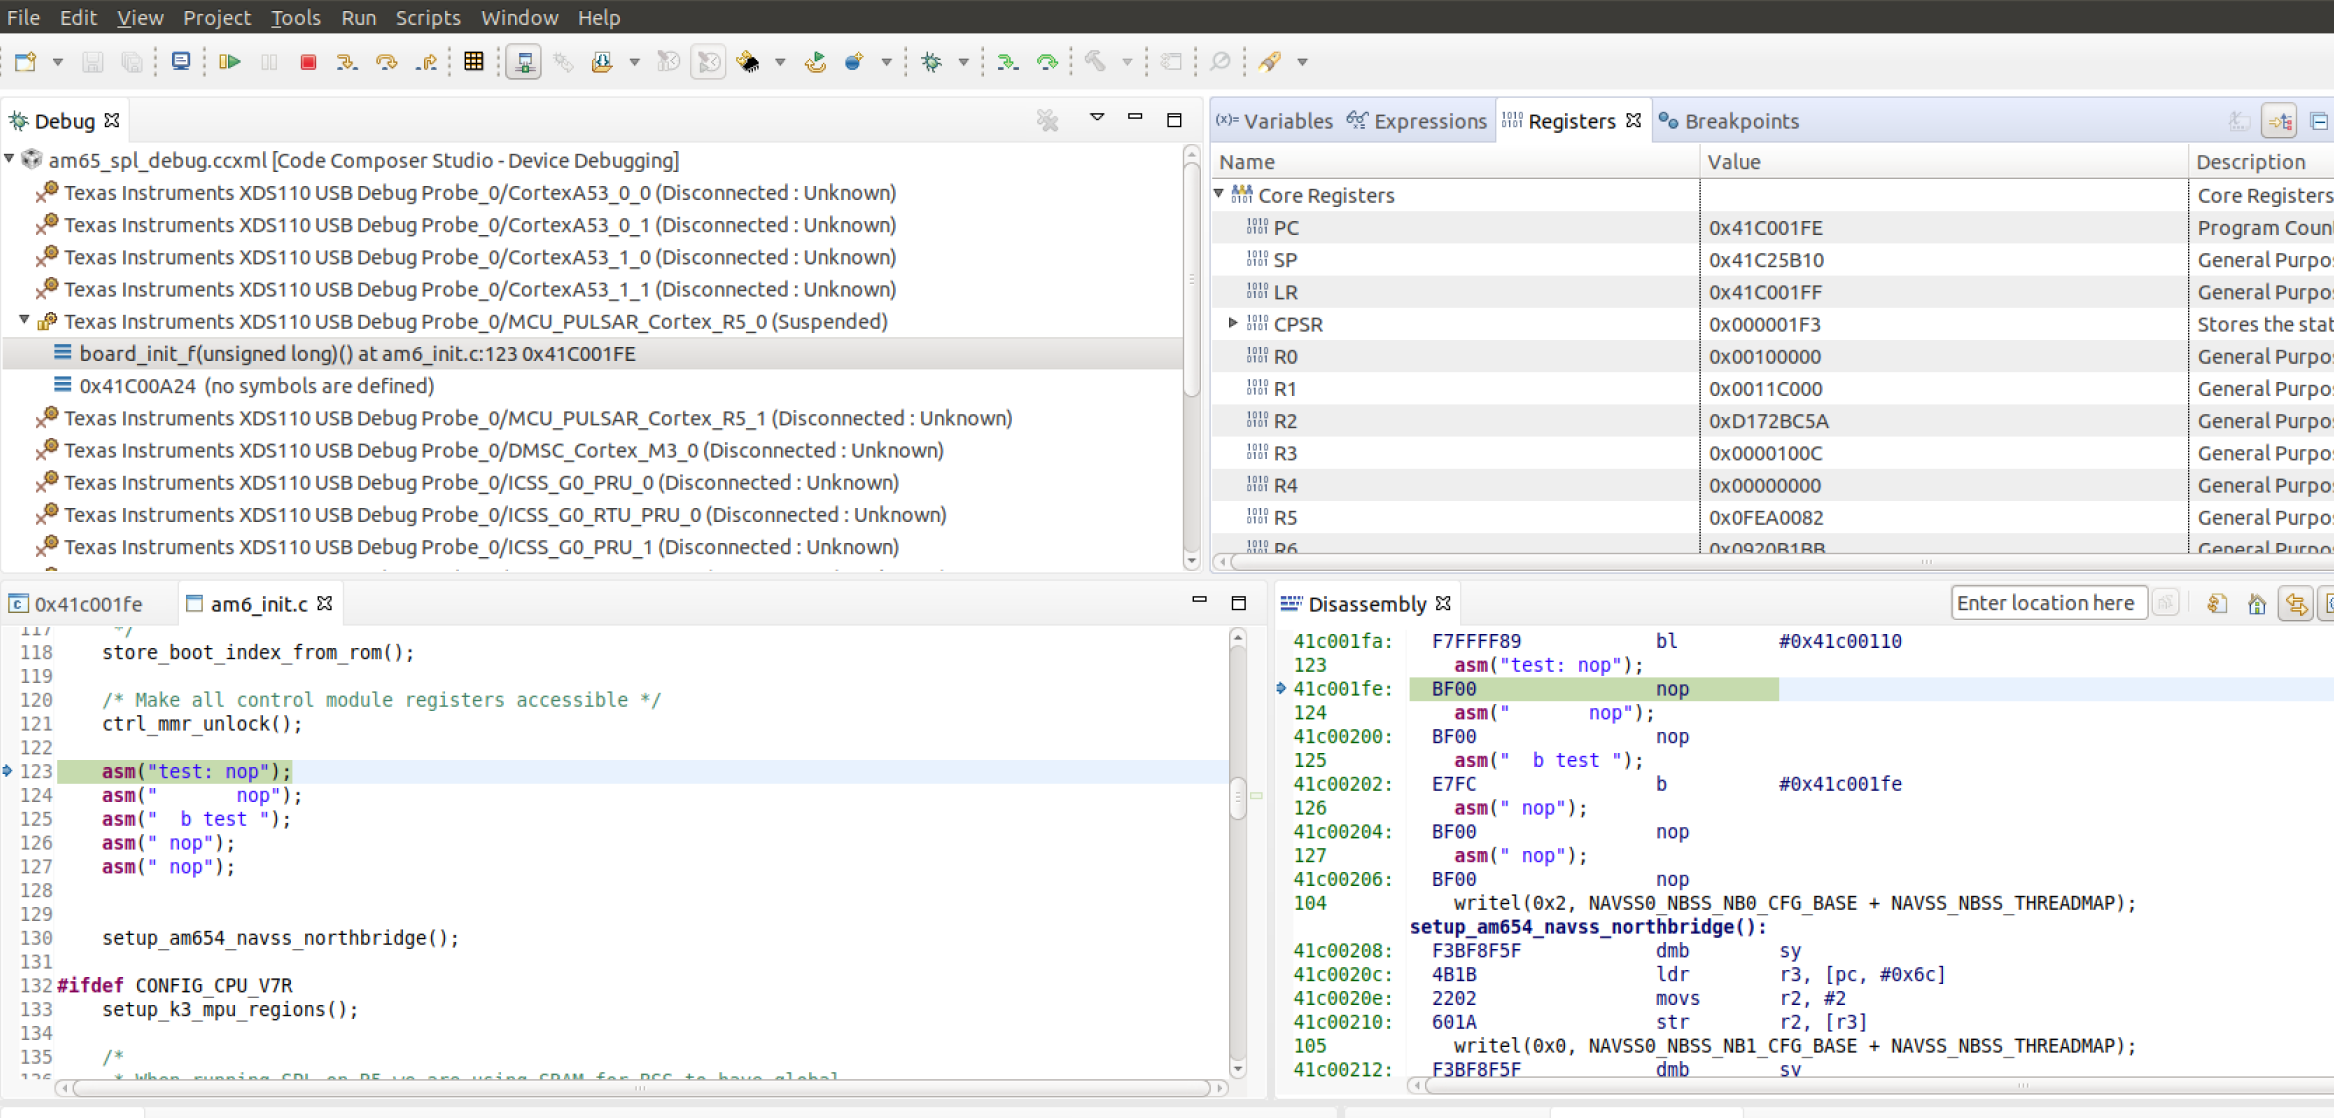 File Edit View Project Tools Run Scripts Window Help
Debug
am65_spl_debug.ccxml [Code Composer Studio - Device Debugging]
Texas Instruments XDS110 USB Debug Probe_0/CortexA53_0_0 (Disconnected : Unknown)
Texas Instruments XDS110 USB Debug Probe_0/CortexA53_0_1 (Disconnected : Unknown)
Texas Instruments XDS110 USB Debug Probe_0/CortexA53_1_0 (Disconnected : Unknown)
Texas Instruments XDS110 USB Debug Probe_0/CortexA53_1_1 (Disconnected : Unknown)
Texas Instruments XDS110 USB Debug Probe_0/MCU_PULSAR_Cortex_R5_0 (Suspended)
board_init_f(unsigned long)() at am6_init.c:123 0x41C001FE
0x41C00A24 (no symbols are defined)
Texas Instruments XDS110 USB Debug Probe_0/MCU_PULSAR_Cortex_R5_1 (Disconnected : Unknown)
Texas Instruments XDS110 USB Debug Probe_0/DMSC_Cortex_M3_0 (Disconnected : Unknown)
Texas Instruments XDS110 USB Debug Probe_0/ICSS_G0_PRU_0 (Disconnected : Unknown)
Texas Instruments XDS110 USB Debug Probe_0/ICSS_G0_RTU_PRU_0 (Disconnected : Unknown)
Texas Instruments XDS110 USB Debug Probe_0/ICSS_G0_PRU_1 (Disconnected : Unknown)
(x)= Variables Expressions Registers Breakpoints
Name Value Description
Core Registers Core Registers
PC 0x41C001FE Program Coun
SP 0x41C25B10 General Purpo
LR 0x41C001FF General Purpo
CPSR 0x000001F3 Stores the stat
R0 0x00100000 General Purpo
R1 0x0011C000 General Purpo
R2 0xD172BC5A General Purpo
R3 0x0000100C General Purpo
R4 0x00000000 General Purpo
R5 0x0FEA0082 General Purpo
R6 0x0920B1BB General Purpo
0x41c001fe am6_init.c
117 */
118 store_boot_index_from_rom();
119
120 /* Make all control module registers accessible */
121 ctrl_mmr_unlock();
122
123 asm("test: nop");
124 asm("       nop");
125 asm("  b test ");
126 asm(" nop");
127 asm(" nop");
128
129
130 setup_am654_navss_northbridge();
131
132 #ifdef CONFIG_CPU_V7R
133 setup_k3_mpu_regions();
134
135 /*
136 * When running SPL on R5 we are using SRAM for BSS to have global
Disassembly Enter location here
41c001fa: F7FFFF89 bl #0x41c00110
123 asm("test: nop");
41c001fe: BF00 nop
124 asm("       nop");
41c00200: BF00 nop
125 asm("  b test ");
41c00202: E7FC b #0x41c001fe
126 asm(" nop");
41c00204: BF00 nop
127 asm(" nop");
41c00206: BF00 nop
104 writel(0x2, NAVSS0_NBSS_NB0_CFG_BASE + NAVSS_NBSS_THREADMAP);
setup_am654_navss_northbridge():
41c00208: F3BF8F5F dmb sy
41c0020c: 4B1B ldr r3, [pc, #0x6c]
41c0020e: 2202 movs r2, #2
41c00210: 601A str r2, [r3]
105 writel(0x0, NAVSS0_NBSS_NB1_CFG_BASE + NAVSS_NBSS_THREADMAP);
41c00212: F3BF8F5F dmb sy